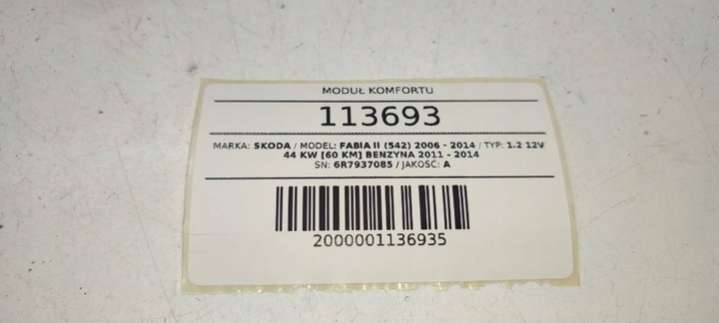 MODUŁ KOMFORTU
113693
MARKA: SKODA / MODEL: FABIA II (542) 2006 - 2014 / TYP: 1.2 12V
44 KW [60 KM] BENZYNA 2011 - 2014
SN: 6R7937085 / JAKOŚĆ: A
2000001136935